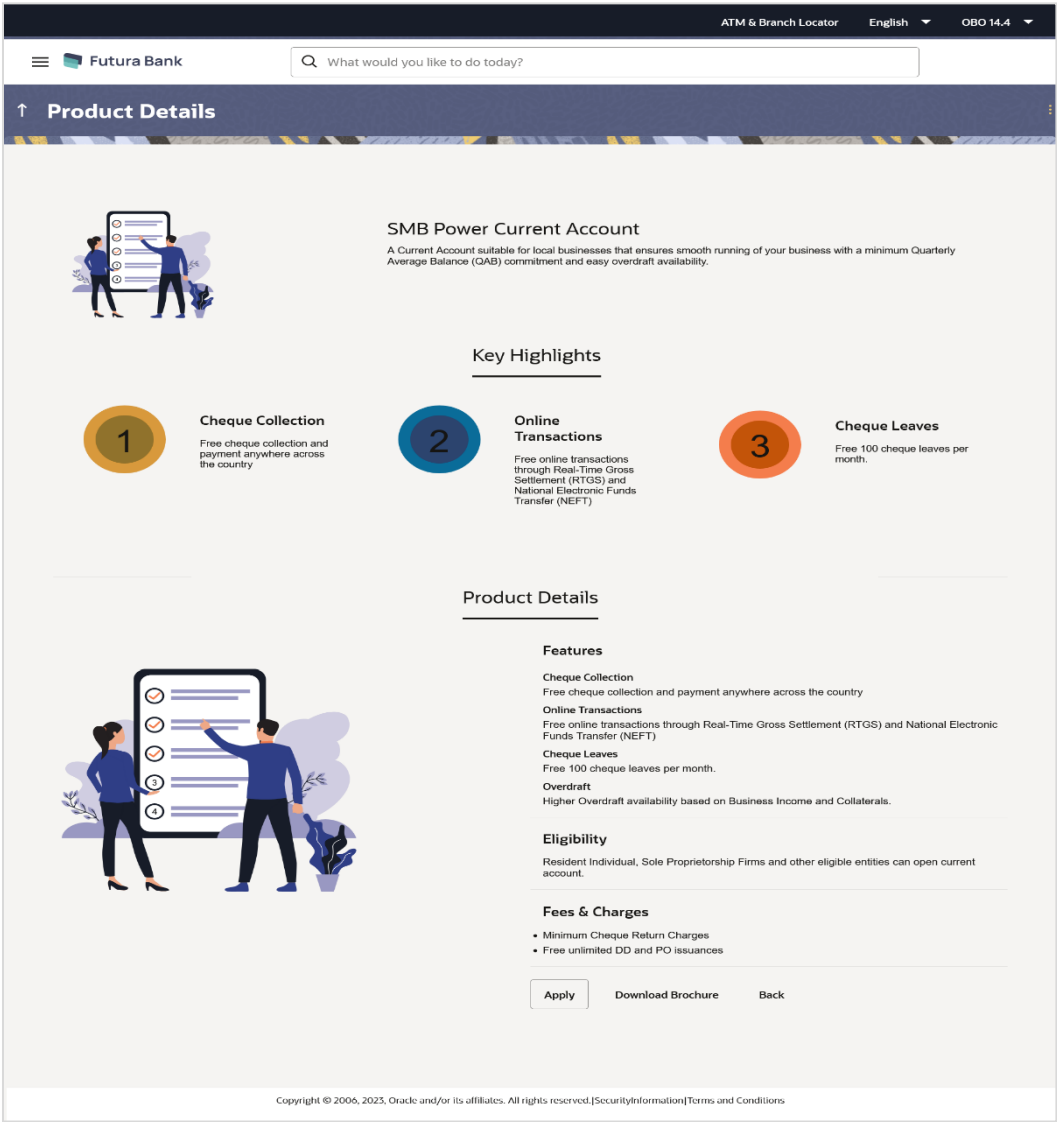 ATM & Branch Locator English OBO 14.4
Futura Bank
What would you like to do today?
Product Details
SMB Power Current Account
A Current Account suitable for local businesses that ensures smooth running of your business with a minimum Quarterly
Average Balance (QAB) commitment and easy overdraft availability.
Key Highlights
1
Cheque Collection
Free cheque collection and
payment anywhere across
the country
2
Online
Transactions
Free online transactions
through Real-Time Gross
Settlement (RTGS) and
National Electronic Funds
Transfer (NEFT)
3
Cheque Leaves
Free 100 cheque leaves per
month.
Product Details
3
4
Features
Cheque Collection
Free cheque collection and payment anywhere across the country
Online Transactions
Free online transactions through Real-Time Gross Settlement (RTGS) and National Electronic
Funds Transfer (NEFT)
Cheque Leaves
Free 100 cheque leaves per month.
Overdraft
Higher Overdraft availability based on Business Income and Collaterals.
Eligibility
Resident Individual, Sole Proprietorship Firms and other eligible entities can open current
account.
Fees & Charges
• Minimum Cheque Return Charges
• Free unlimited DD and PO issuances
Apply Download Brochure Back
Copyright © 2006, 2023, Oracle and/or its affiliates. All rights reserved.|SecurityInformation|Terms and Conditions